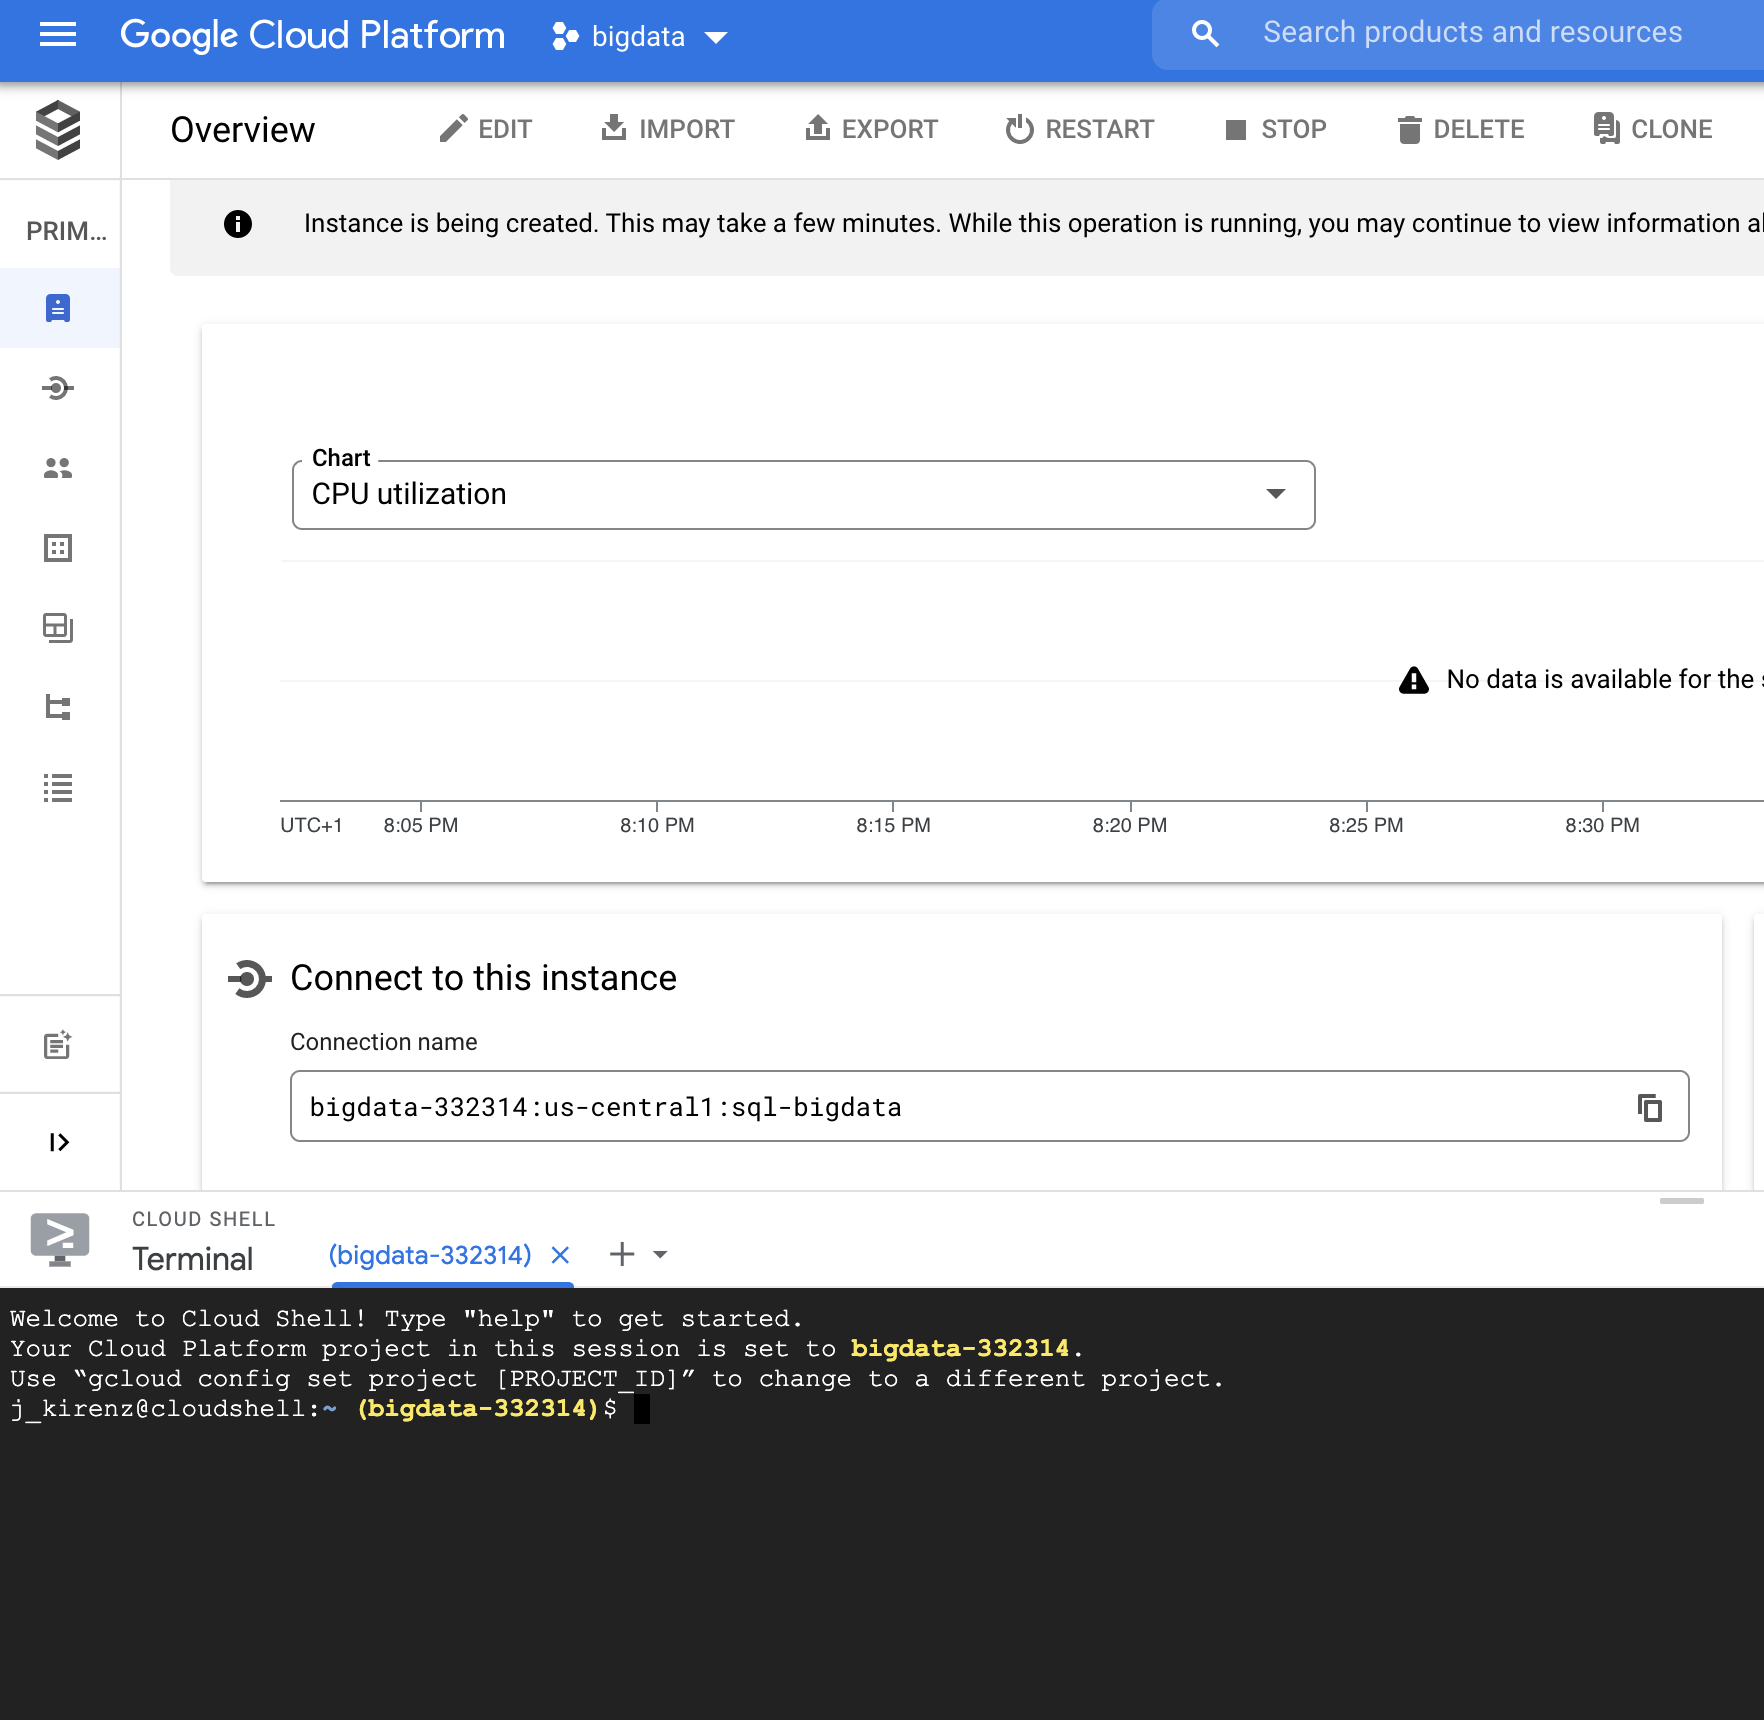 Google Cloud Platform bigdata Search products and resources
Overview EDIT IMPORT EXPORT RESTART STOP DELETE CLONE
PRIM...
Instance is being created. This may take a few minutes. While this operation is running, you may continue to view information
Chart
CPU utilization
No data is available for the
UTC+1 8:05 PM 8:10 PM 8:15 PM 8:20 PM 8:25 PM 8:30 PM
Connect to this instance
Connection name
bigdata-332314:us-central1:sql-bigdata
CLOUD SHELL
Terminal (bigdata-332314)
Welcome to Cloud Shell! Type "help" to get started.
Your Cloud Platform project in this session is set to bigdata-332314.
Use “gcloud config set project [PROJECT_ID]” to change to a different project.
j_kirenz@cloudshell:~ (bigdata-332314)$